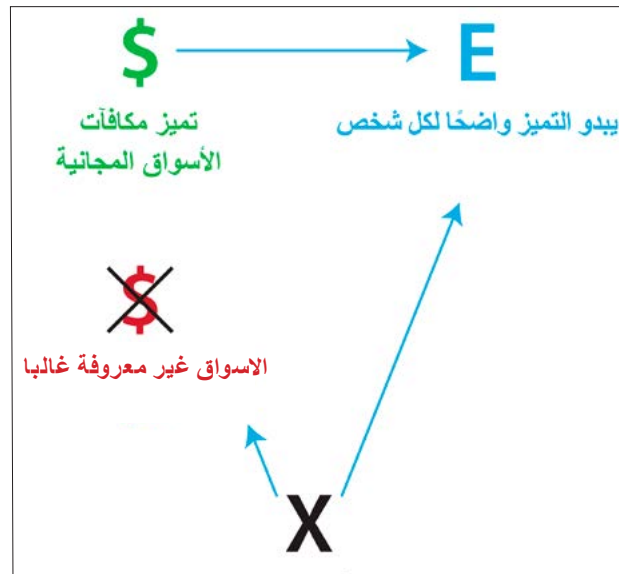 $
E
تميز مكافآت
الأسواق المجانية
يبدو التميز واضحًا لكل شخص
$
الاسواق غير معروفة غالبا
X